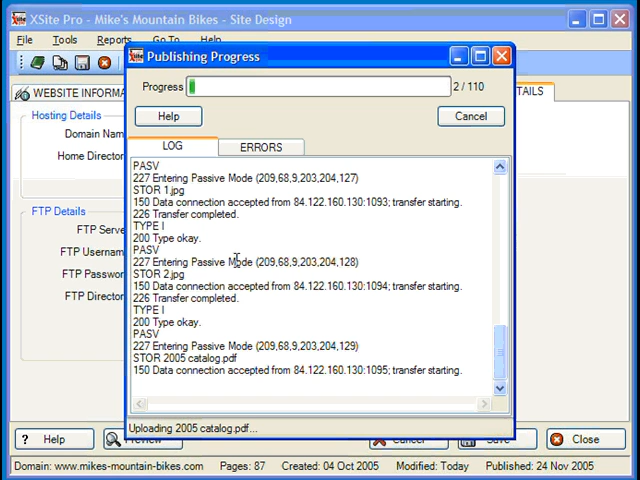 XSite Pro - Mike's Mountain Bikes - Site Design
File Tools Reports Go To Help
Publishing Progress
Progress 2 / 110
Help Cancel
LOG ERRORS
PASV
227 Entering Passive Mode (209,68,9,203,204,127)
STOR 1.jpg
150 Data connection accepted from 84.122.160.130:1093; transfer starting.
226 Transfer completed.
TYPE I
200 Type okay.
PASV
227 Entering Passive Mode (209,68,9,203,204,128)
STOR 2.jpg
150 Data connection accepted from 84.122.160.130:1094; transfer starting.
226 Transfer completed.
TYPE I
200 Type okay.
PASV
227 Entering Passive Mode (209,68,9,203,204,129)
STOR 2005 catalog.pdf
150 Data connection accepted from 84.122.160.130:1095; transfer starting.
Uploading 2005 catalog.pdf...
WEBSITE INFORMA
TAILS
Hosting Details
Domain Nam
Home Director
FTP Details
FTP Serve
FTP Username
FTP Passwor
FTP Director
? Help Preview Cancel Save Close
Domain: www.mikes-mountain-bikes.com Pages: 87 Created: 04 Oct 2005 Modified: Today Published: 24 Nov 2005